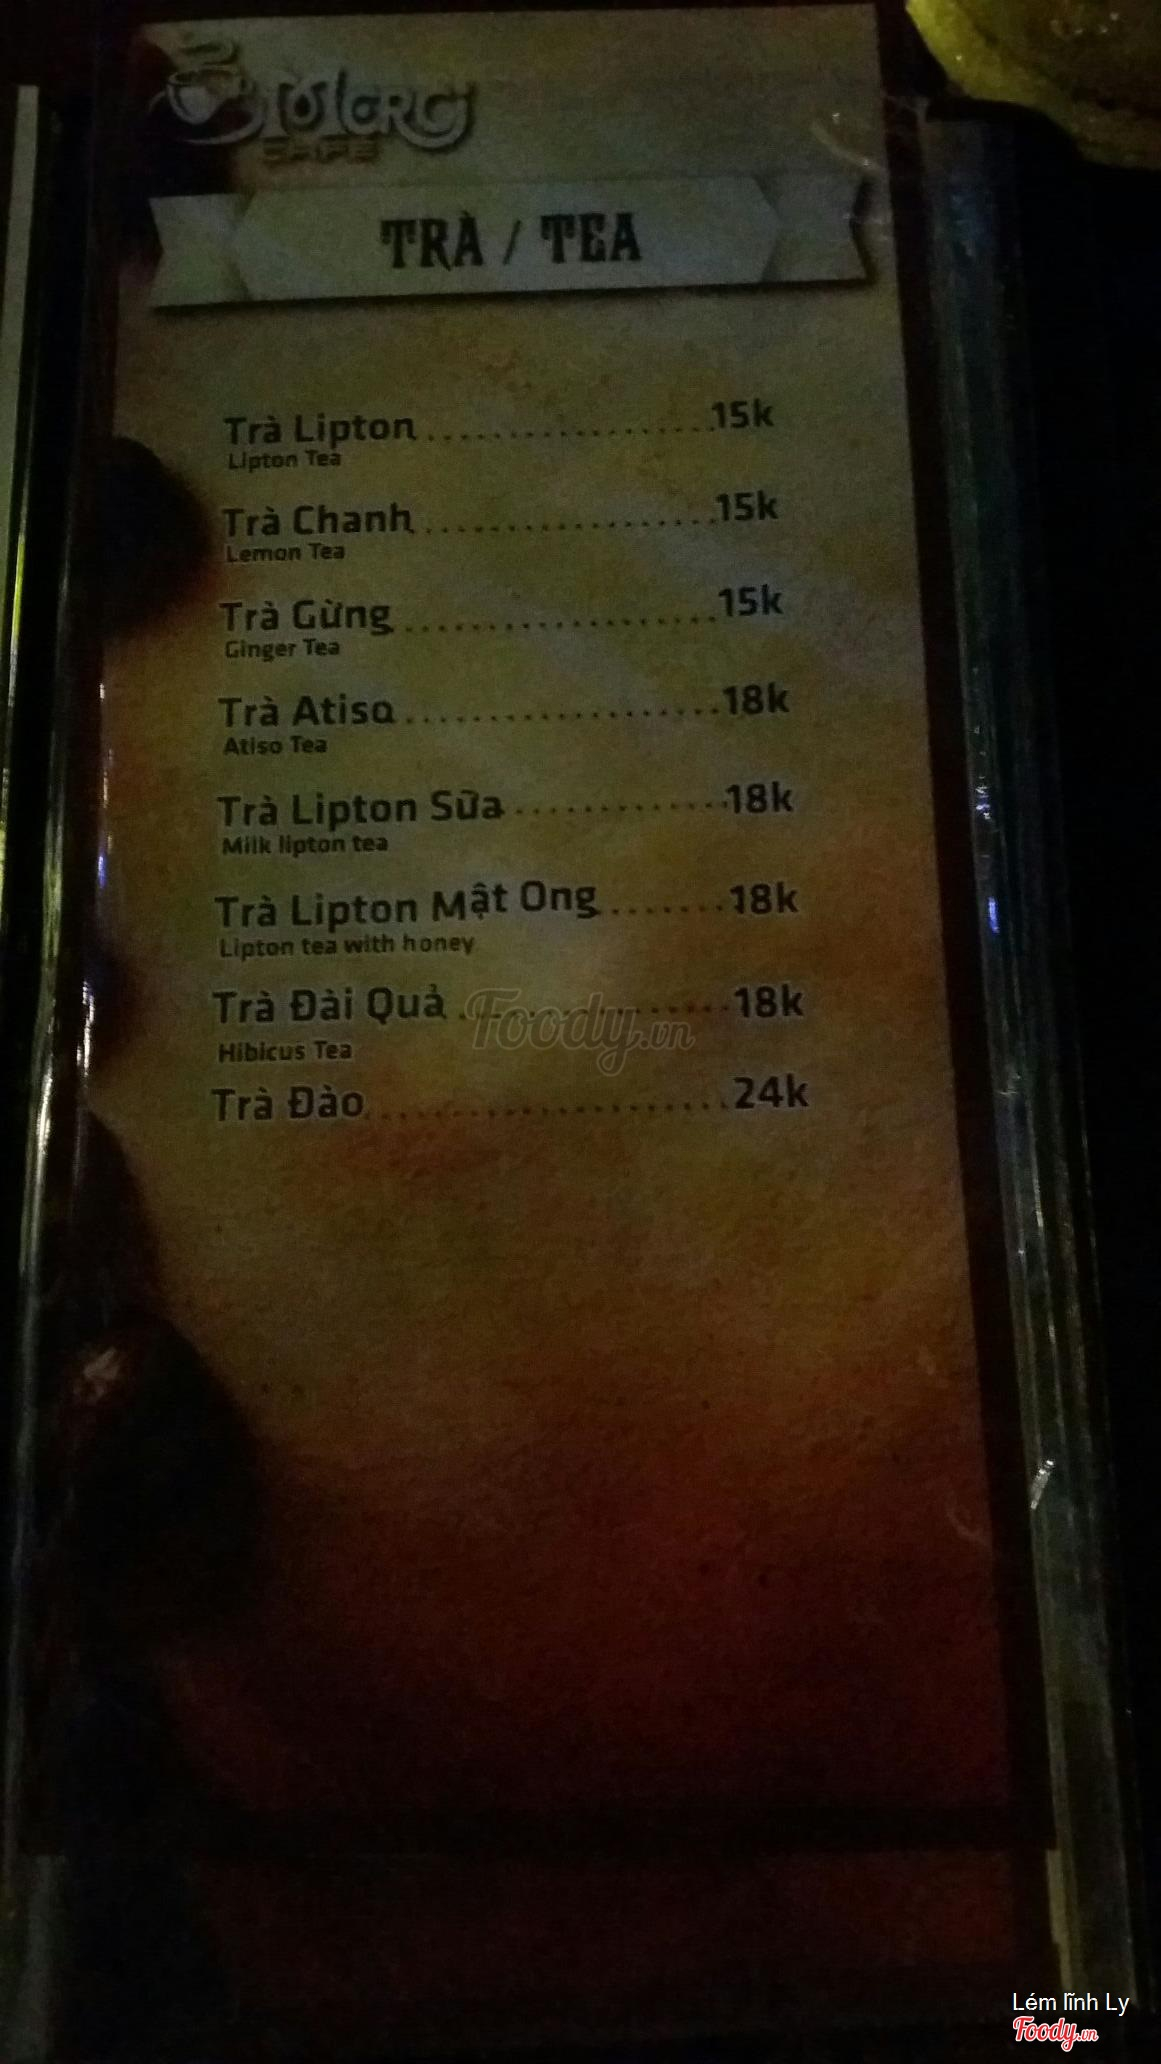 CAFE
TRÀ / TEA
Trà Lipton.................15k
Lipton Tea
Trà Chanh..................15k
Lemon Tea
Trà Gừng...................15k
Ginger Tea
Trà Atiso...................18k
Atiso Tea
Trà Lipton Sữa.............18k
Milk lipton tea
Trà Lipton Mật Ong.......18k
Lipton tea with honey
Trà Đài Quả................18k
Foody.vn
Hibicus Tea
Trà Đào.....................24k
Lém lĩnh Ly
Foody.vn